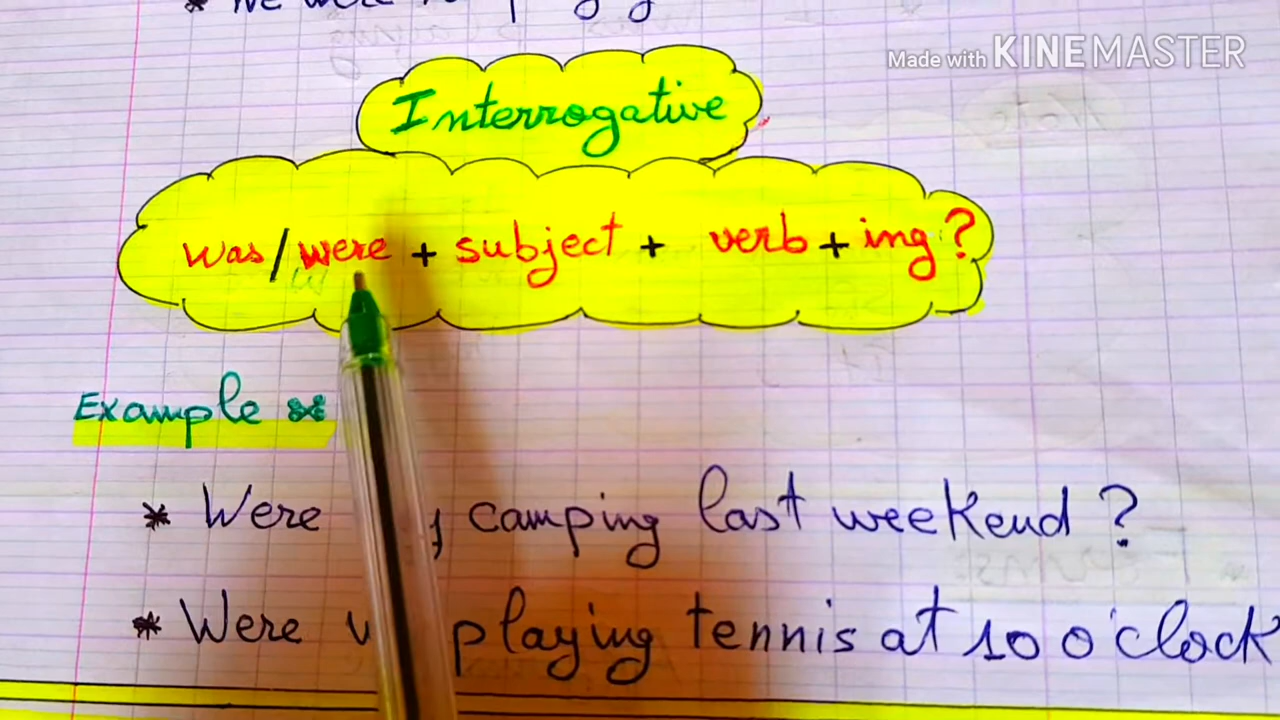 Made with KINEMASTER
Interrogative
was/were + subject + verb + ing ?
Example
* Were camping last weekend ?
* Were playing tennis at 10 o'clock